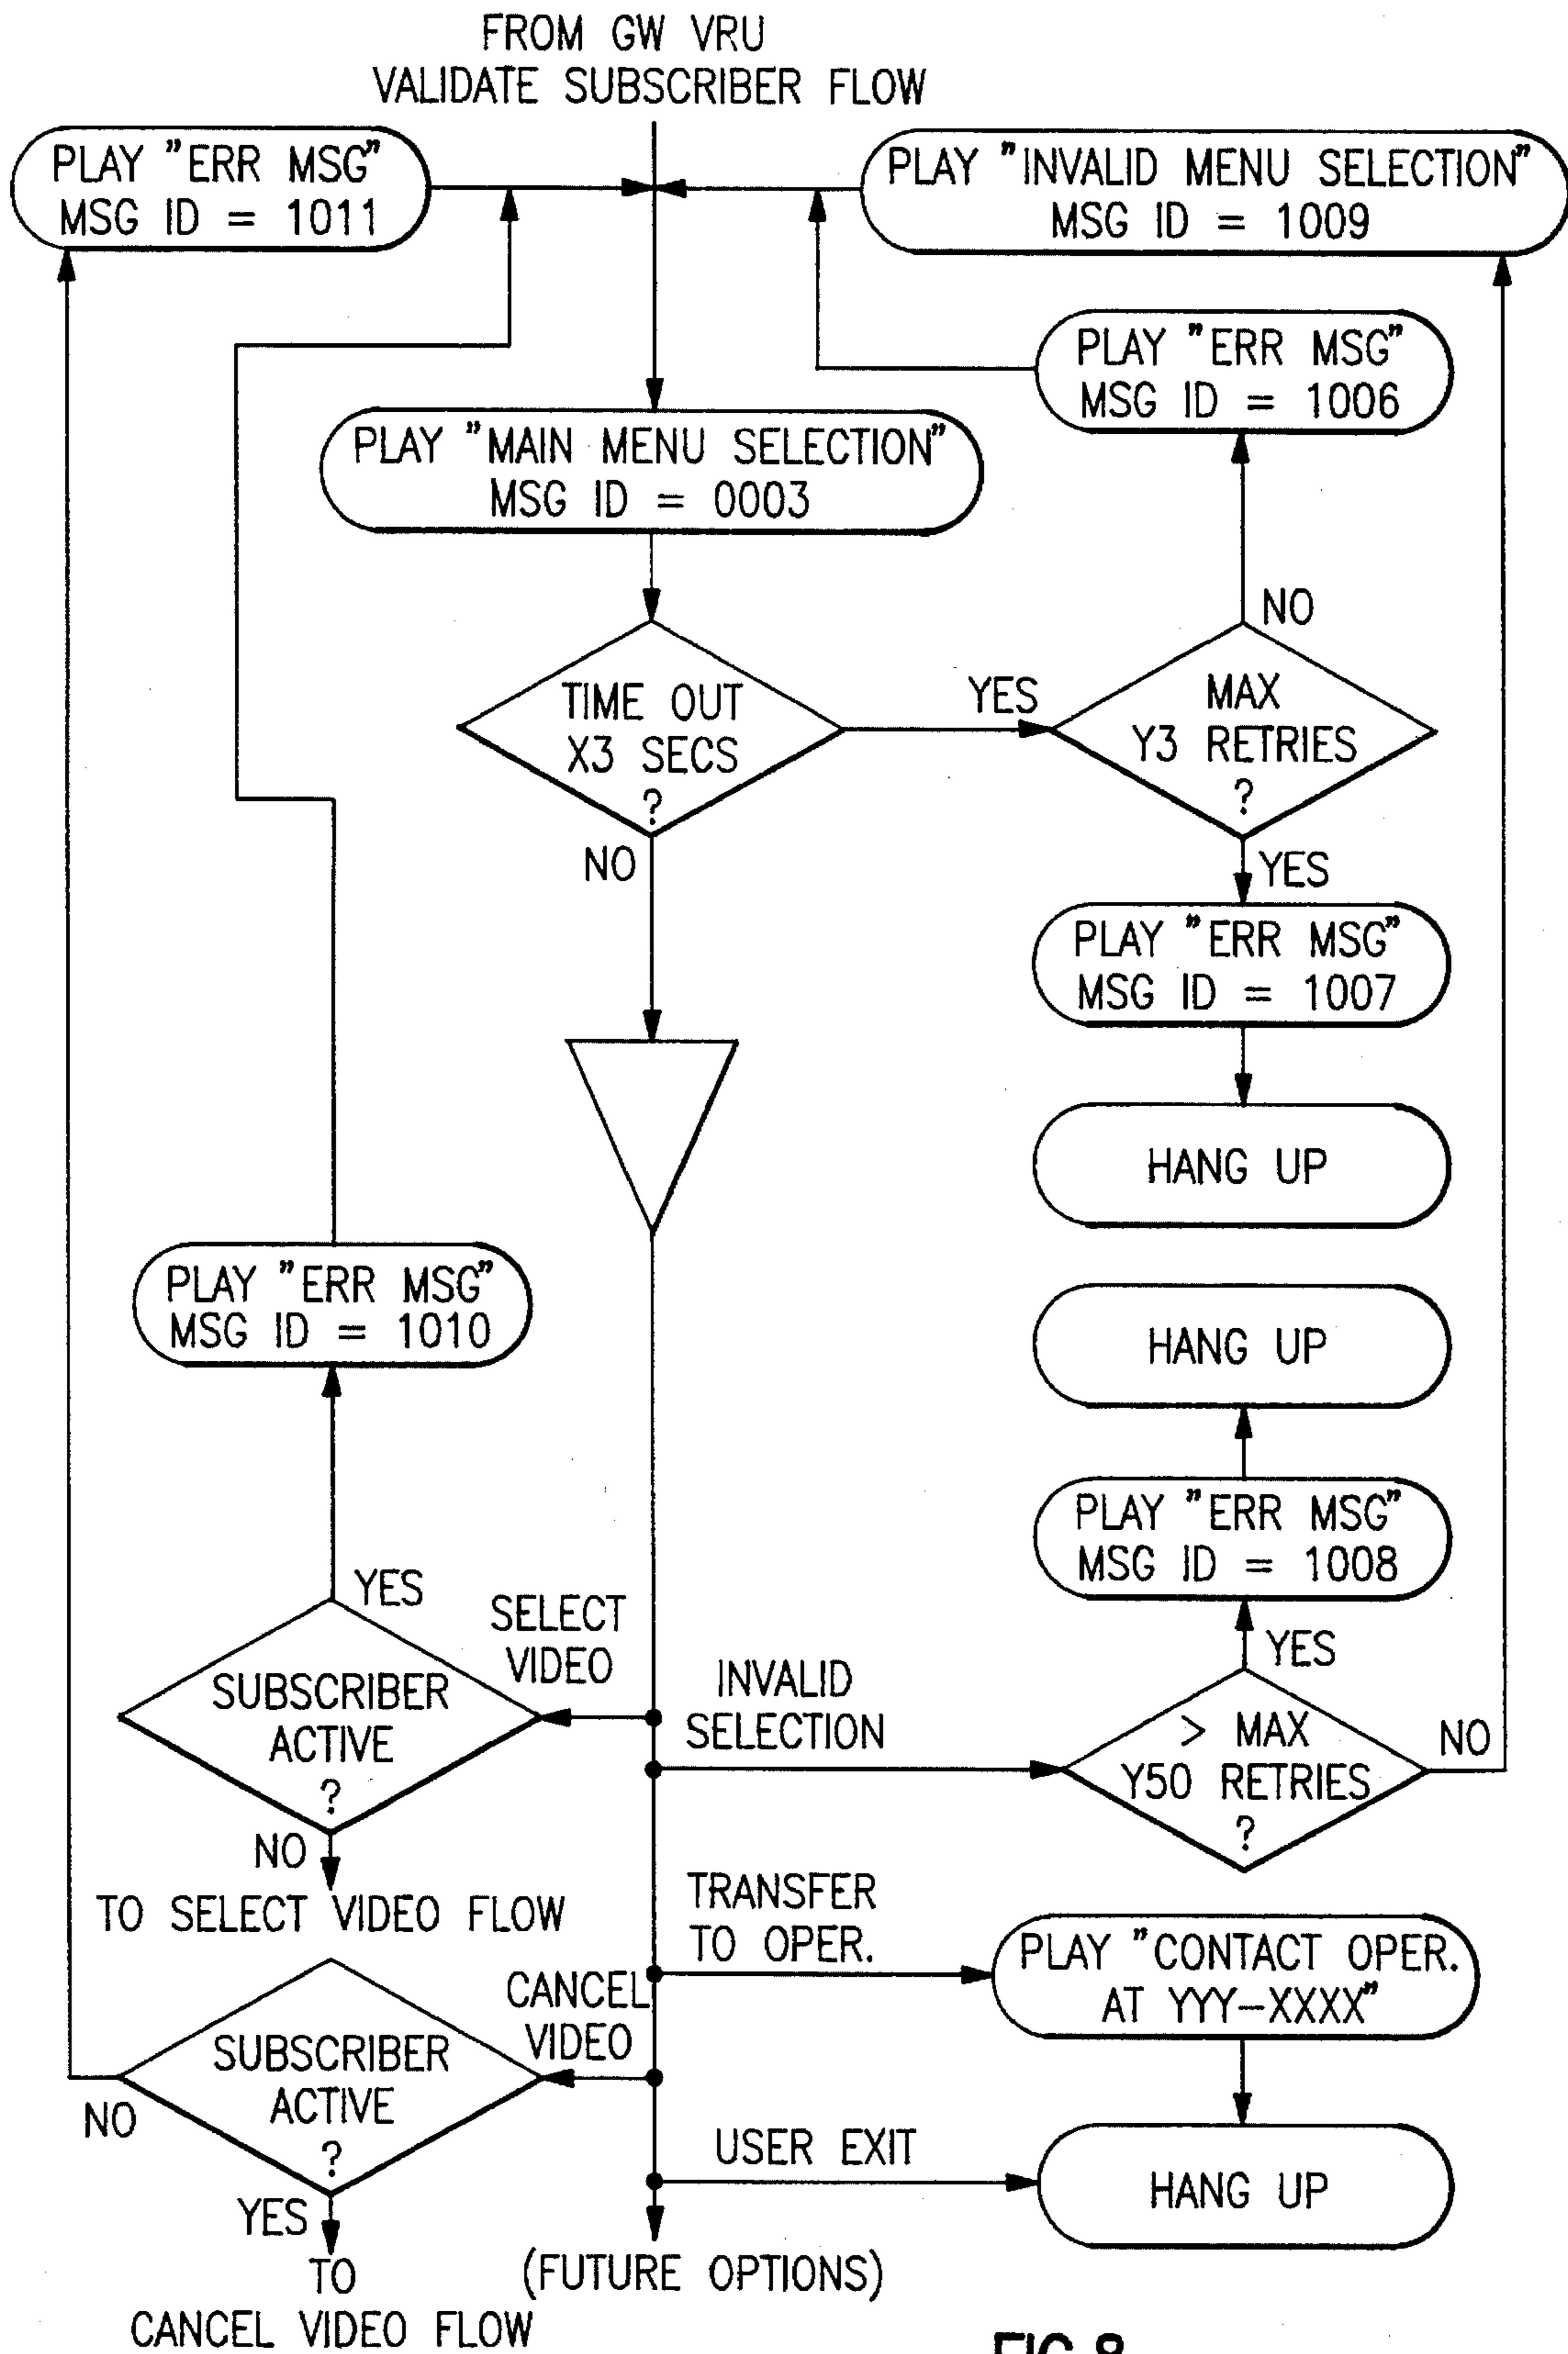 FROM GW VRU
VALIDATE SUBSCRIBER FLOW
PLAY "ERR MSG"
MSG ID = 1011
PLAY "INVALID MENU SELECTION"
MSG ID = 1009
PLAY "ERR MSG"
MSG ID = 1006
PLAY "MAIN MENU SELECTION"
MSG ID = 0003
NO
TIME OUT
X3 SECS
?
YES
MAX
Y3 RETRIES
?
NO
YES
PLAY "ERR MSG"
MSG ID = 1007
HANG UP
PLAY "ERR MSG"
MSG ID = 1010
HANG UP
PLAY "ERR MSG"
MSG ID = 1008
YES
SELECT
VIDEO
YES
SUBSCRIBER
ACTIVE
?
INVALID
SELECTION
> MAX
Y50 RETRIES
?
NO
NO
TO SELECT VIDEO FLOW
TRANSFER
TO OPER.
PLAY "CONTACT OPER.
AT YYY-XXXX"
CANCEL
VIDEO
SUBSCRIBER
ACTIVE
?
NO
USER EXIT
HANG UP
YES
TO
CANCEL VIDEO FLOW
(FUTURE OPTIONS)
FIG.8